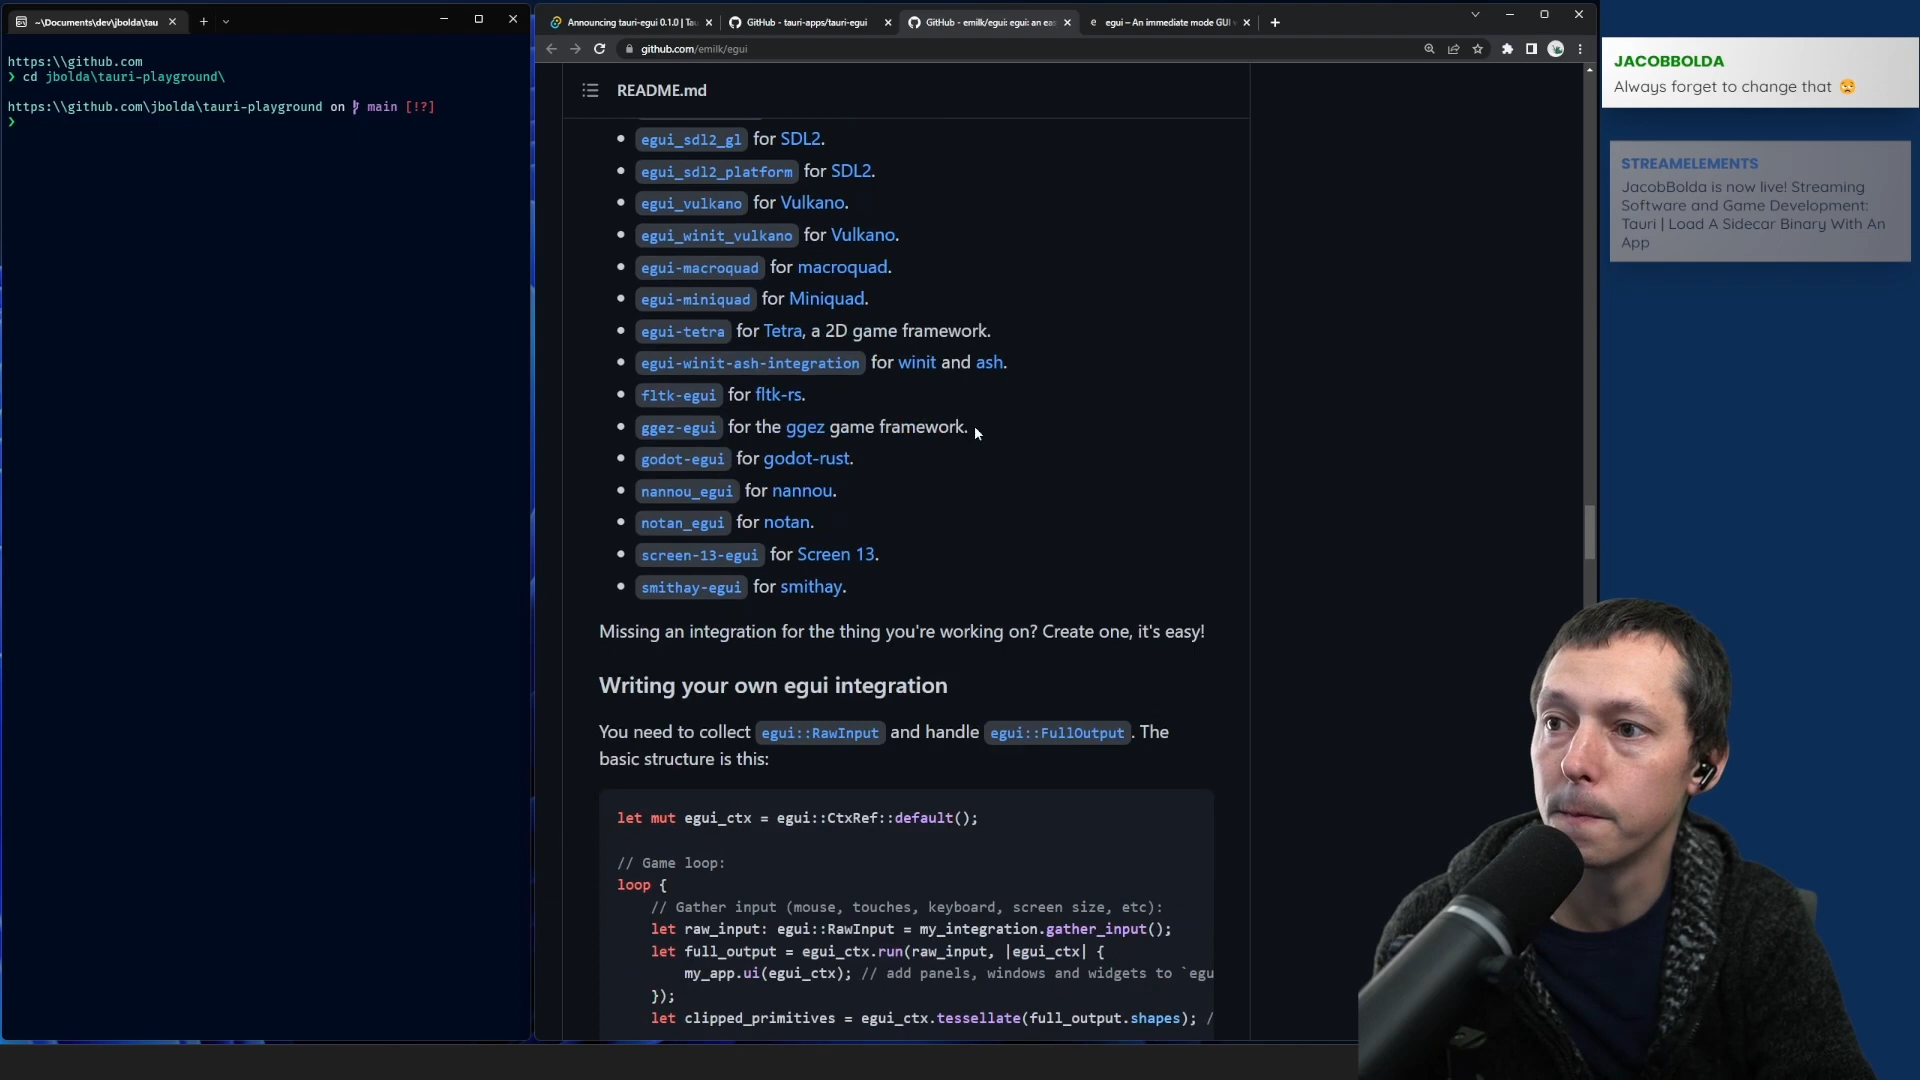 ~\Documents\dev\jbolda\tau
https:\\github.com
❯ cd jbolda\tauri-playground\
https:\\github.com\jbolda\tauri-playground on main [!?]
❯
Announcing tauri-egui 0.1.0 | Tau
GitHub - tauri-apps/tauri-egui
GitHub - emilk/egui: egui: an eas
egui – An immediate mode GUI
github.com/emilk/egui
README.md
egui_sdl2_gl for SDL2.
egui_sdl2_platform for SDL2.
egui_vulkano for Vulkano.
egui_winit_vulkano for Vulkano.
egui-macroquad for macroquad.
egui-miniquad for Miniquad.
egui-tetra for Tetra, a 2D game framework.
egui-winit-ash-integration for winit and ash.
fltk-egui for fltk-rs.
ggez-egui for the ggez game framework.
godot-egui for godot-rust.
nannou_egui for nannou.
notan_egui for notan.
screen-13-egui for Screen 13.
smithay-egui for smithay.
Missing an integration for the thing you're working on? Create one, it's easy!
Writing your own egui integration
You need to collect egui::RawInput and handle egui::FullOutput. The
basic structure is this:
let mut egui_ctx = egui::CtxRef::default();
// Game loop:
loop {
// Gather input (mouse, touches, keyboard, screen size, etc):
let raw_input: egui::RawInput = my_integration.gather_input();
let full_output = egui_ctx.run(raw_input, |egui_ctx| {
my_app.ui(egui_ctx); // add panels, windows and widgets to `egu
});
let clipped_primitives = egui_ctx.tessellate(full_output.shapes); /
JACOBBOLDA
Always forget to change that 😥
STREAMELEMENTS
JacobBolda is now live! Streaming
Software and Game Development:
Tauri | Load A Sidecar Binary With An
App